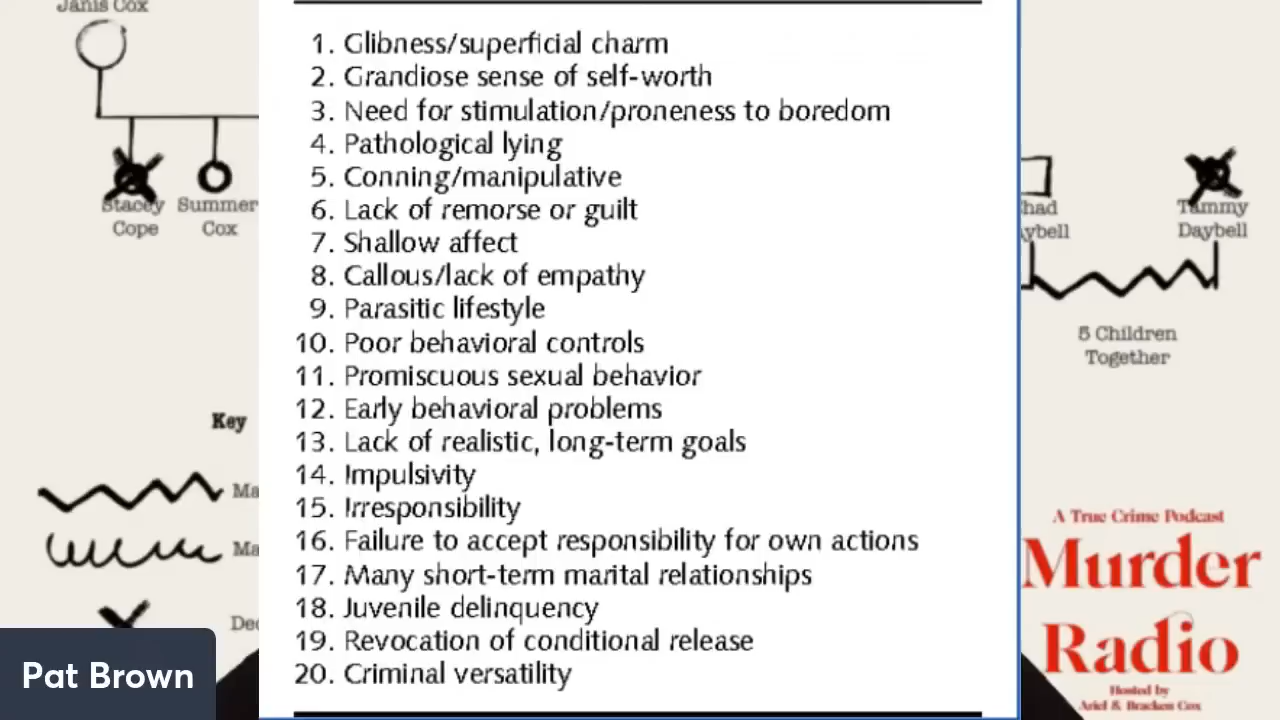 Janis Cox
Stacey
Cope
Summer
Cox
Key
1. Glibness/superficial charm
2. Grandiose sense of self-worth
3. Need for stimulation/proneness to boredom
4. Pathological lying
5. Conning/manipulative
6. Lack of remorse or guilt
7. Shallow affect
8. Callous/lack of empathy
9. Parasitic lifestyle
10. Poor behavioral controls
11. Promiscuous sexual behavior
12. Early behavioral problems
13. Lack of realistic, long-term goals
14. Impulsivity
15. Irresponsibility
16. Failure to accept responsibility for own actions
17. Many short-term marital relationships
18. Juvenile delinquency
19. Revocation of conditional release
20. Criminal versatility
Tammy
Daybell
5 Children
Together
A True Crime Podcast
Murder
Radio
Hosted by
Ariel & Bracken Cox
Pat Brown